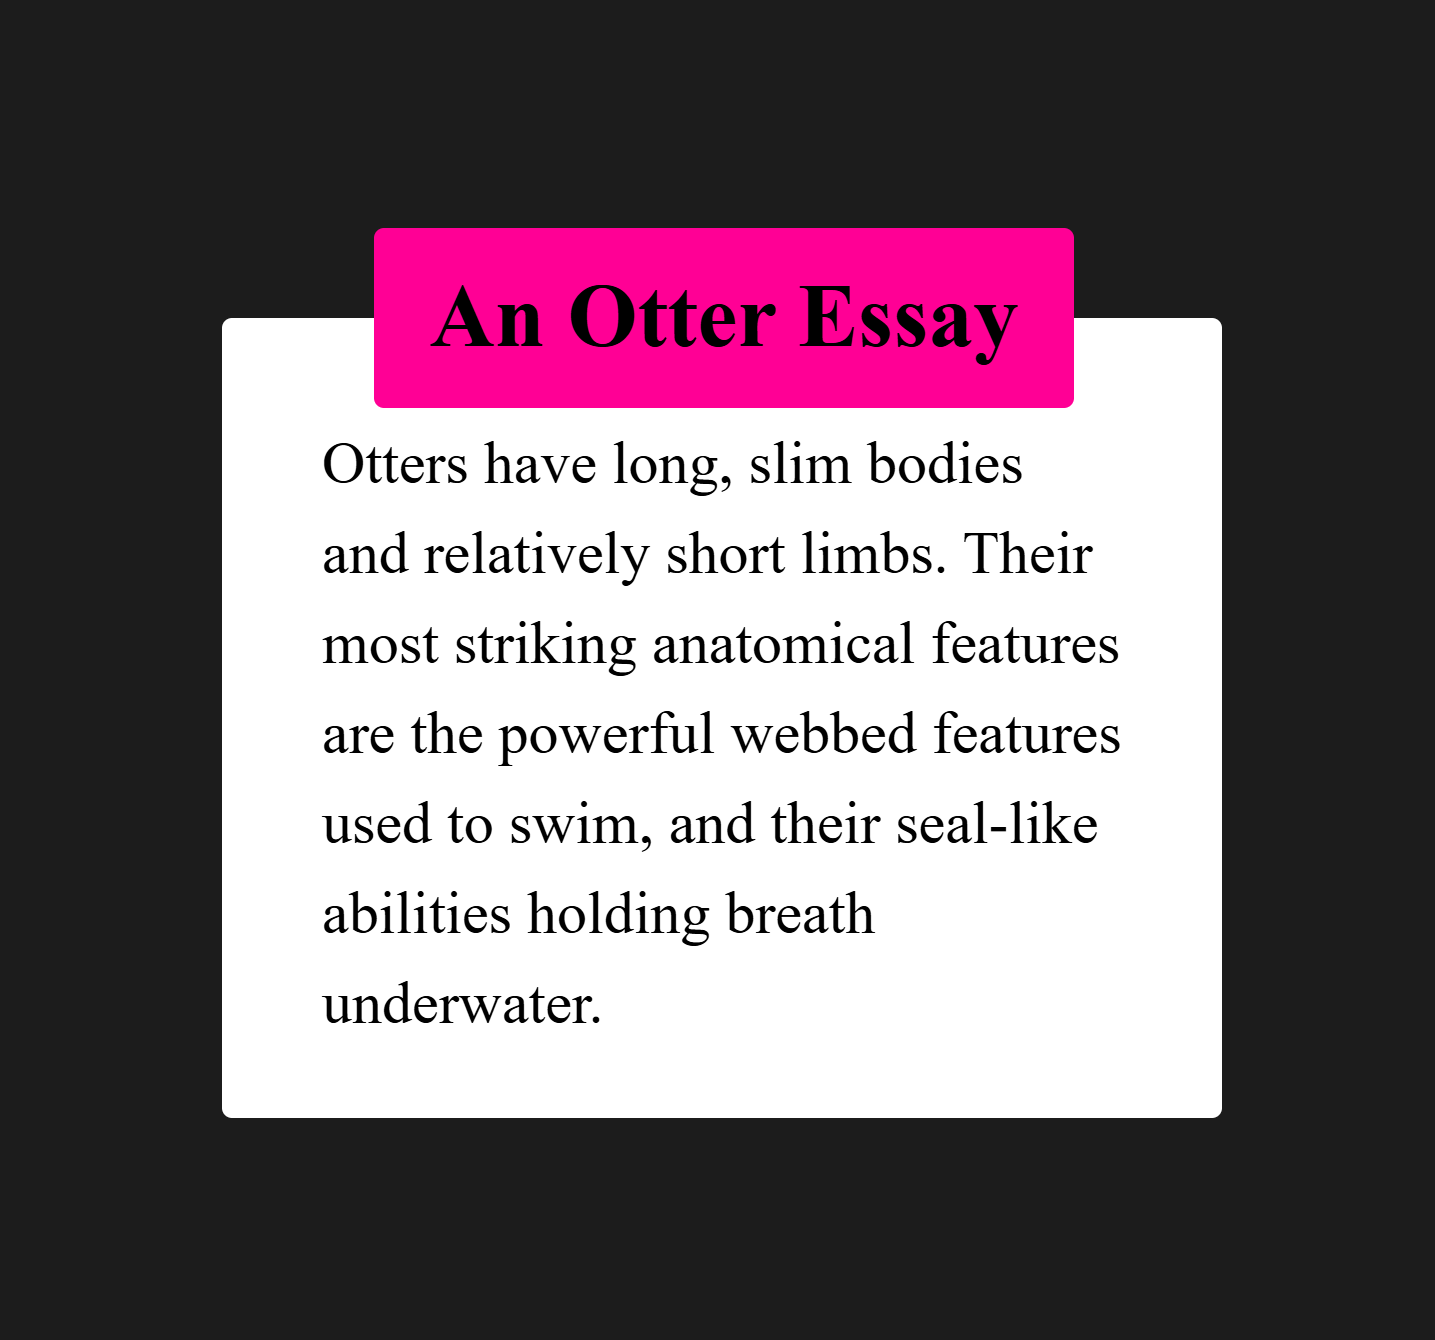 An Otter Essay
Otters have long, slim bodies
and relatively short limbs. Their
most striking anatomical features
are the powerful webbed features
used to swim, and their seal-like
abilities holding breath
underwater.